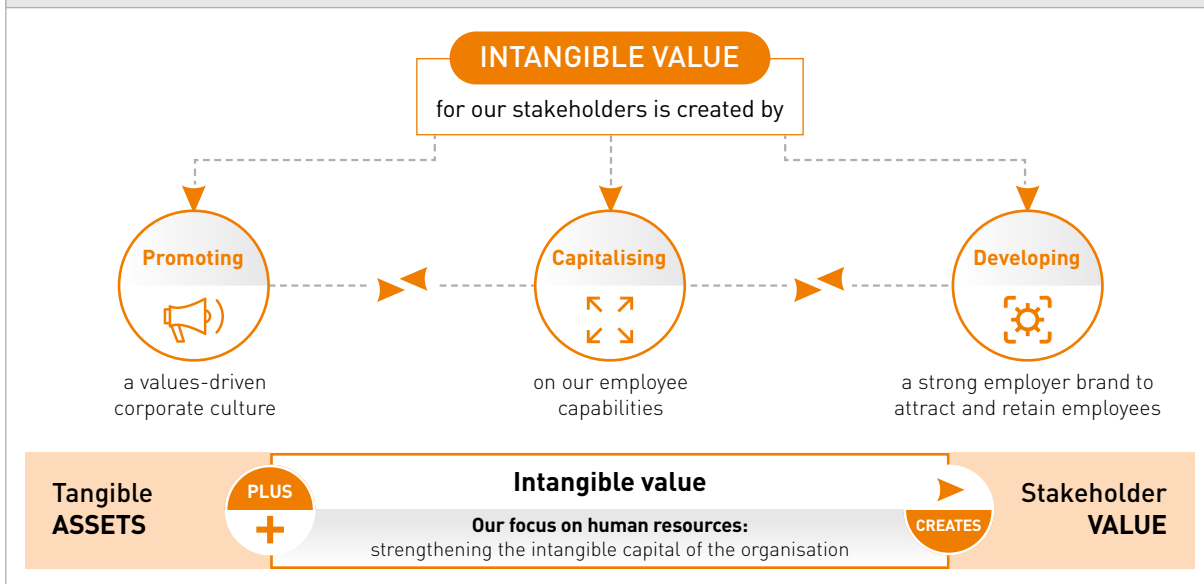 INTANGIBLE VALUE
for our stakeholders is created by
Promoting
a values-driven
corporate culture
Capitalising
on our employee
capabilities
Developing
a strong employer brand to
attract and retain employees
Tangible
ASSETS
PLUS
+
Intangible value
Our focus on human resources:
strengthening the intangible capital of the organisation
CREATES
Stakeholder
VALUE